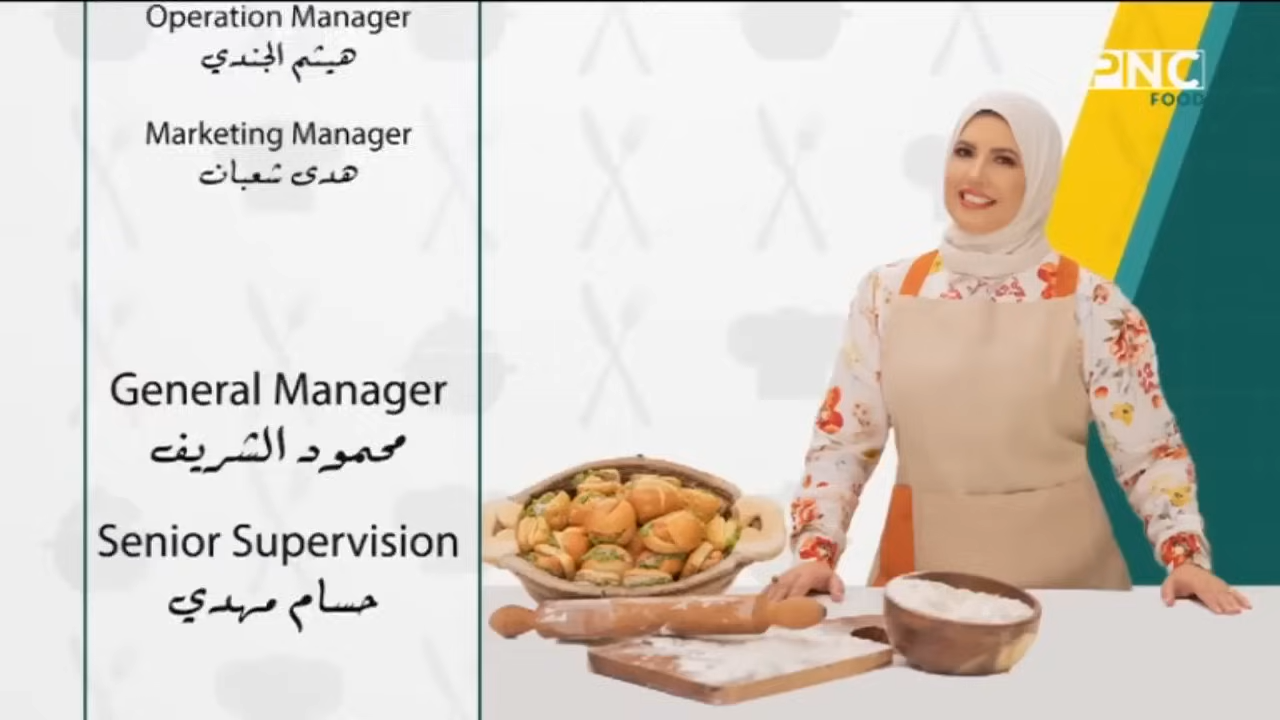 Operation Manager
هيثم الجندي
Marketing Manager
هدى شعبان
General Manager
محمود الشريف
Senior Supervision
حسام مهدي
PNC
FOOD